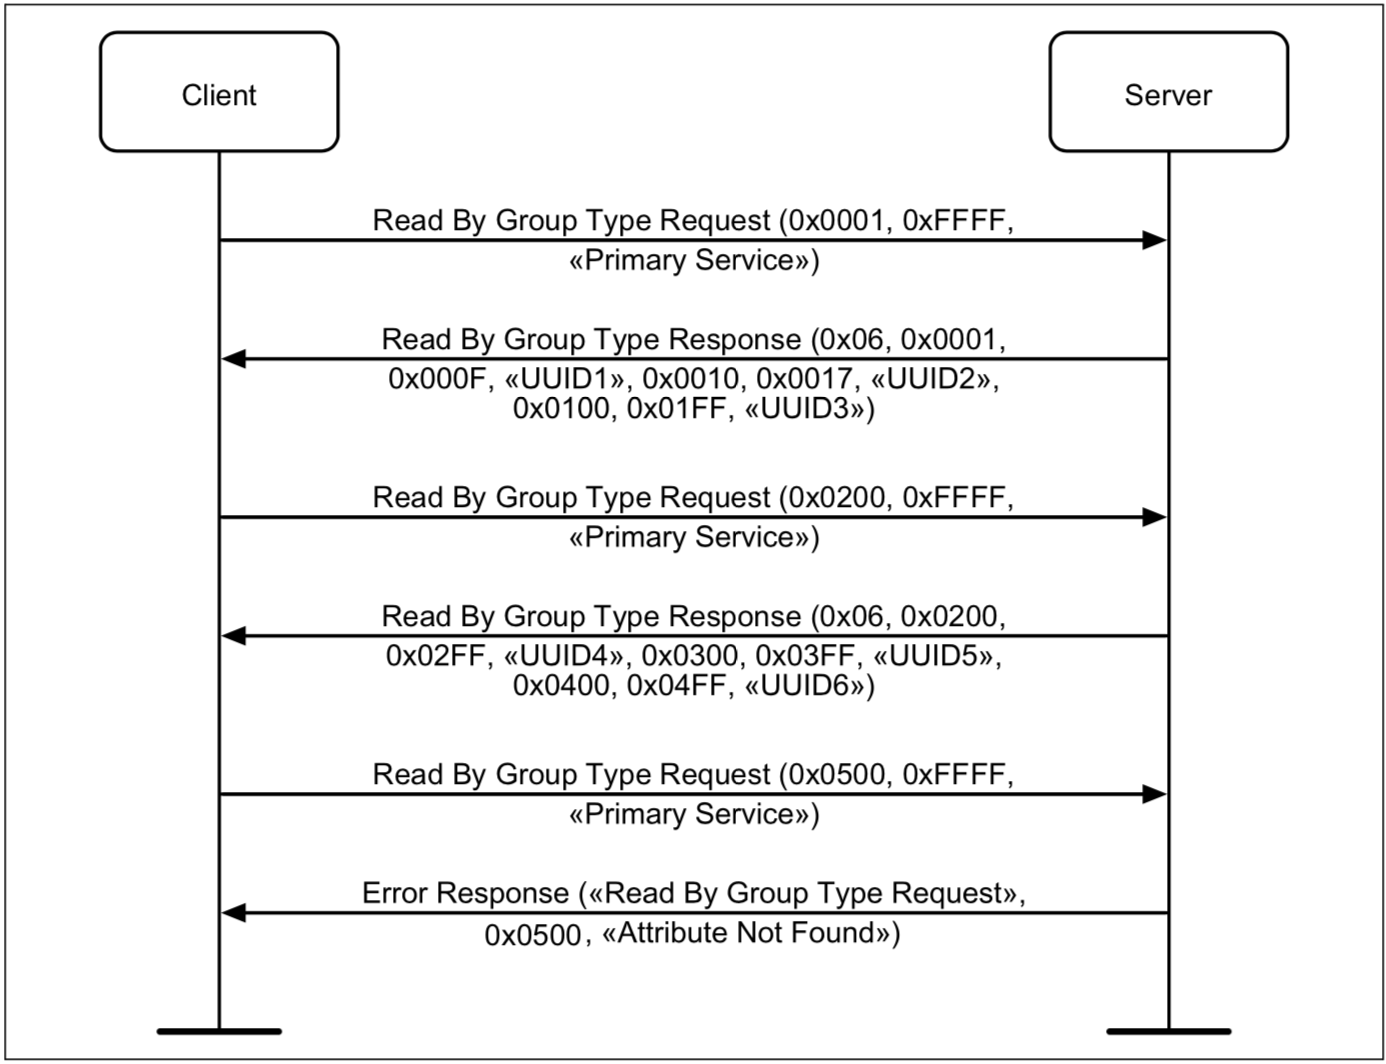 Client
Server
Read By Group Type Request (0x0001, 0xFFFF,
«Primary Service»)
Read By Group Type Response (0x06, 0x0001,
0x000F, «UUID1», 0x0010, 0x0017, «UUID2»,
0x0100, 0x01FF, «UUID3»)
Read By Group Type Request (0x0200, 0xFFFF,
«Primary Service»)
Read By Group Type Response (0x06, 0x0200,
0x02FF, «UUID4», 0x0300, 0x03FF, «UUID5»,
0x0400, 0x04FF, «UUID6»)
Read By Group Type Request (0x0500, 0xFFFF,
«Primary Service»)
Error Response («Read By Group Type Request»,
0x0500, «Attribute Not Found»)